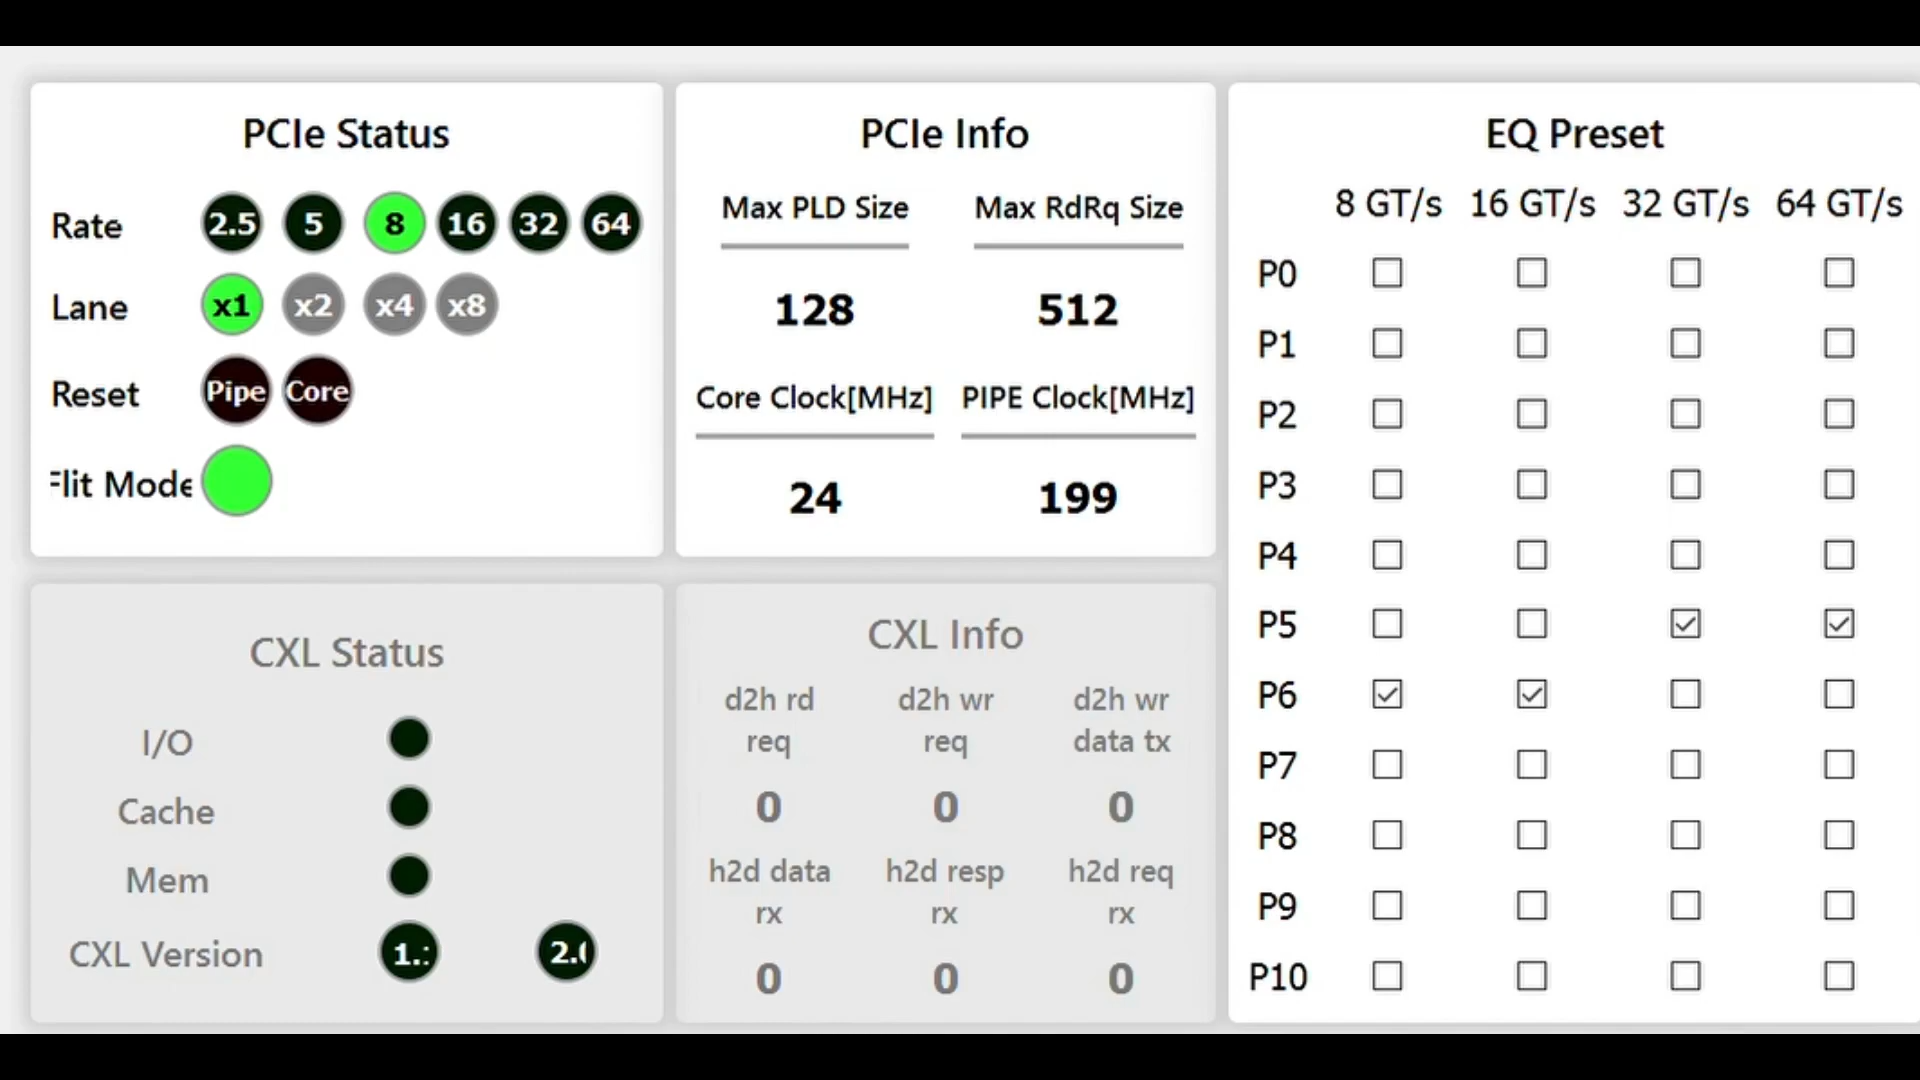 PCIe Status
Rate 2.5 5 8 16 32 64
Lane x1 x2 x4 x8
Reset Pipe Core
Flit Mode
PCIe Info
Max PLD Size Max RdRq Size
128 512
Core Clock[MHz] PIPE Clock[MHz]
24 199
CXL Status
I/O
Cache
Mem
CXL Version
CXL Info
d2h rd d2h wr d2h wr
req req data tx
0 0 0
h2d data h2d resp h2d req
rx rx rx
0 0 0
EQ Preset
8 GT/s 16 GT/s 32 GT/s 64 GT/s
P0
P1
P2
P3
P4
P5
P6
P7
P8
P9
P10